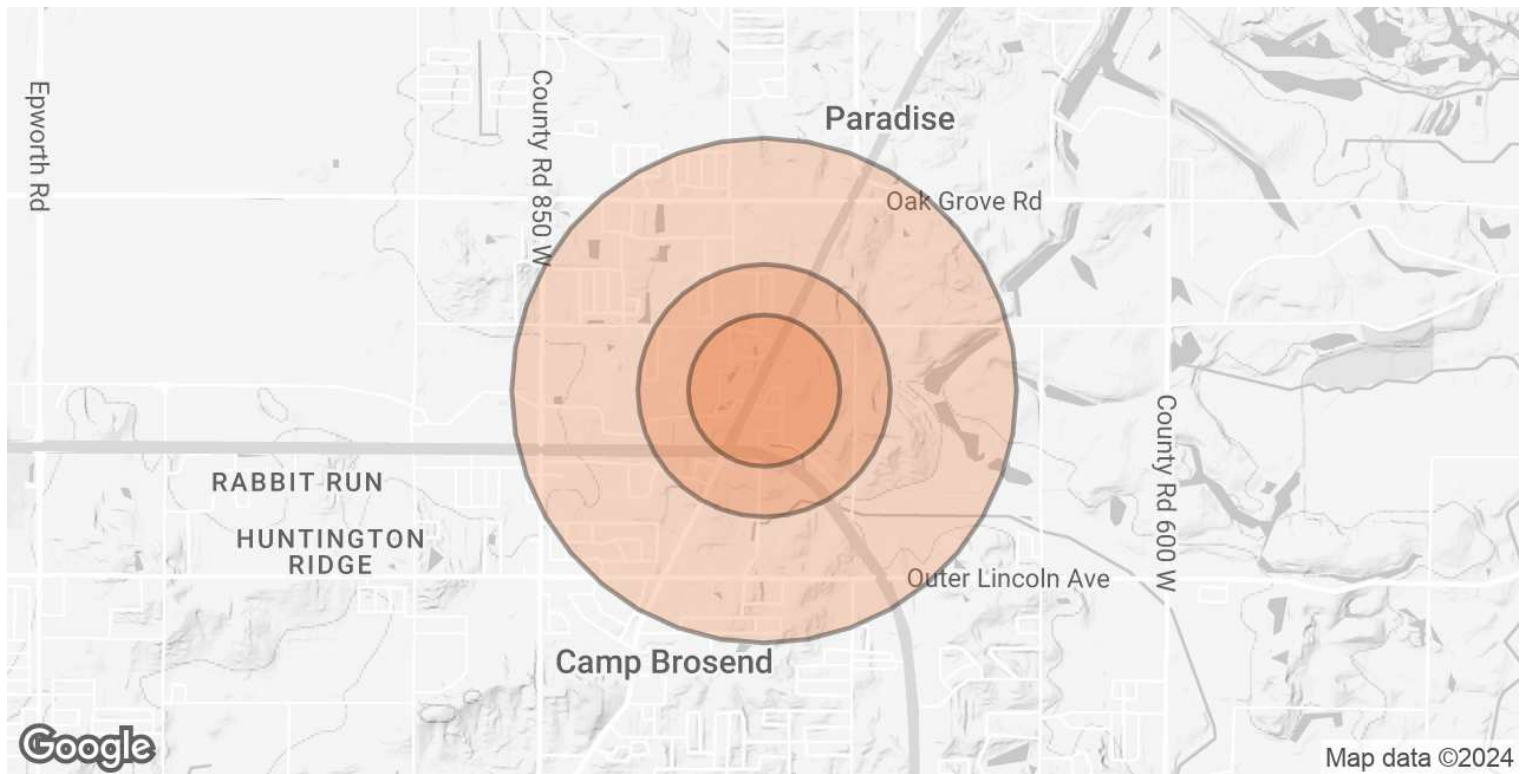 Paradise
Epworth Rd
County Rd 850 W
Oak Grove Rd
County Rd 600 W
RABBIT RUN
HUNTINGTON
RIDGE
Outer Lincoln Ave
Camp Brosend
Google
Map data ©2024